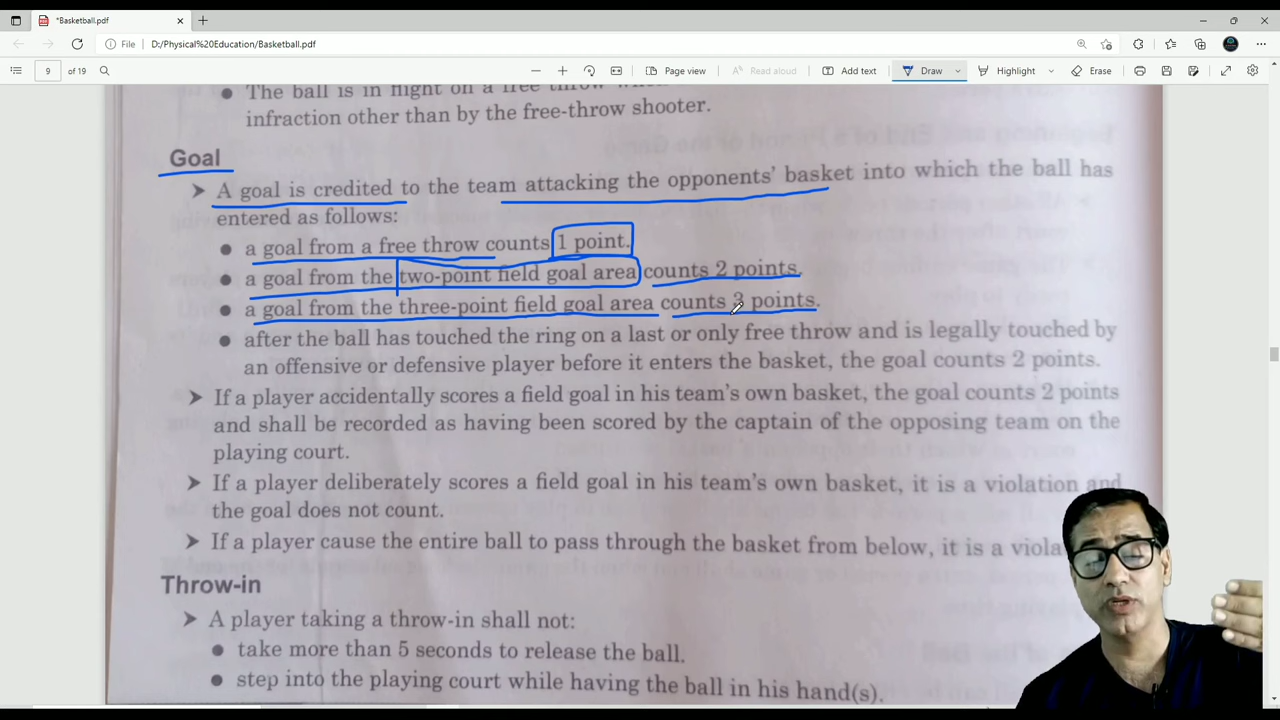 *Basketball.pdf
File D:/Physical%20Education/Basketball.pdf
9 of 19 Page view Read aloud Add text Draw Highlight Erase
The ball is in flight on a free throw
infraction other than by the free-throw shooter.
Goal
➤ A goal is credited to the team attacking the opponents' basket into which the ball has
entered as follows:
● a goal from a free throw counts 1 point.
● a goal from the two-point field goal area counts 2 points.
● a goal from the three-point field goal area counts 3 points.
● after the ball has touched the ring on a last or only free throw and is legally touched by
an offensive or defensive player before it enters the basket, the goal counts 2 points.
➤ If a player accidentally scores a field goal in his team's own basket, the goal counts 2 points
and shall be recorded as having been scored by the captain of the opposing team on the
playing court.
➤ If a player deliberately scores a field goal in his team's own basket, it is a violation and
the goal does not count.
➤ If a player cause the entire ball to pass through the basket from below, it is a viola
Throw-in
➤ A player taking a throw-in shall not:
● take more than 5 seconds to release the ball.
● step into the playing court while having the ball in his hand(s).